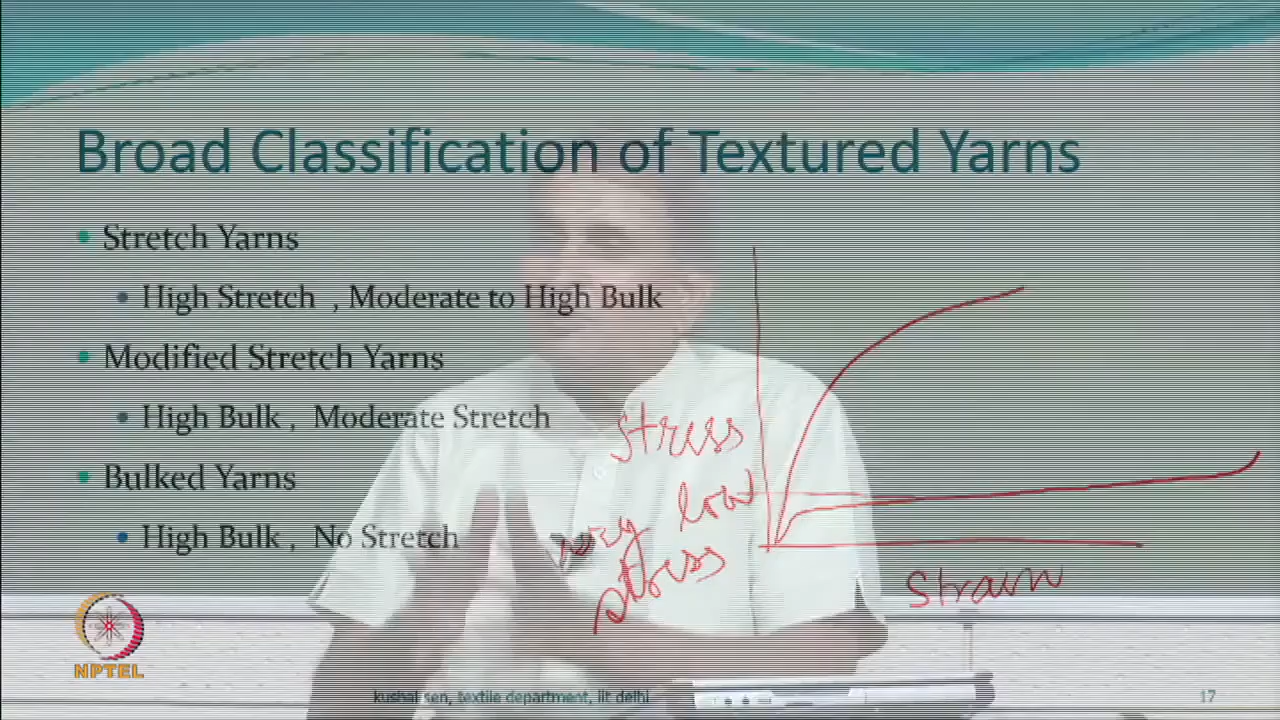 Broad Classification of Textured Yarns
• Stretch Yarns
• High Stretch , Moderate to High Bulk
• Modified Stretch Yarns
• High Bulk , Moderate Stretch
• Bulked Yarns
• High Bulk , No Stretch
Stress
very low
stress
Strain
NPTEL
kushal sen, textile department, iit delhi
17